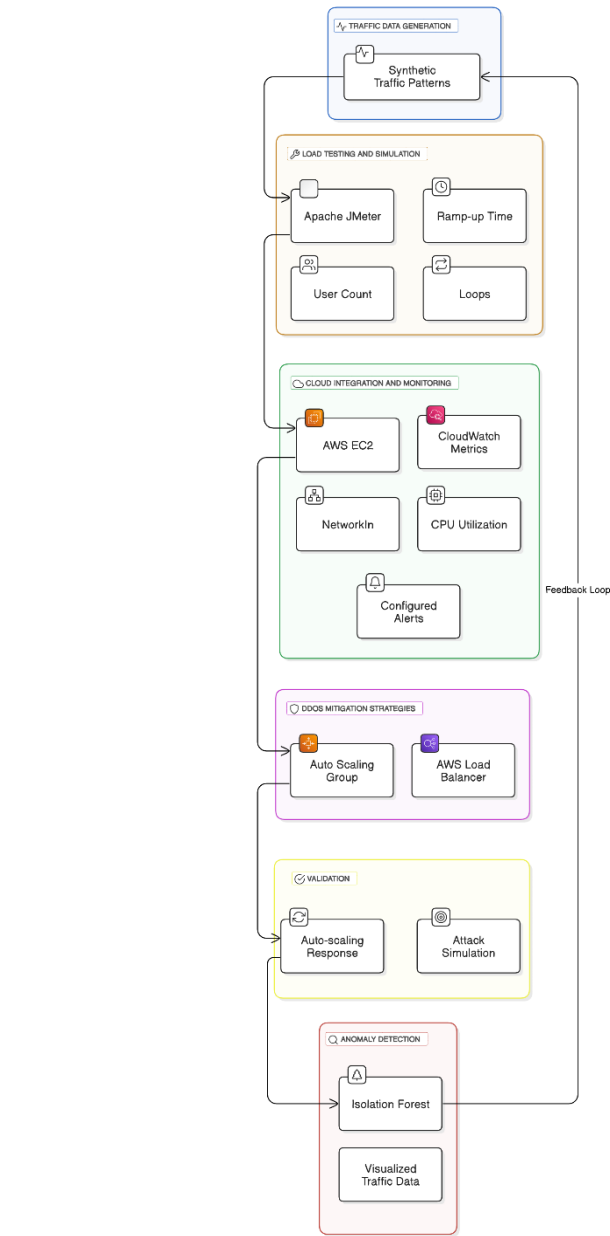 TRAFFIC DATA GENERATION
Synthetic
Traffic Patterns
LOAD TESTING AND SIMULATION
Apache JMeter
Ramp-up Time
User Count
Loops
CLOUD INTEGRATION AND MONITORING
AWS EC2
CloudWatch
Metrics
NetworkIn
CPU Utilization
Configured
Alerts
Feedback Loop
DDOS MITIGATION STRATEGIES
Auto Scaling
Group
AWS Load
Balancer
VALIDATION
Auto-scaling
Response
Attack
Simulation
ANOMALY DETECTION
Isolation Forest
Visualized
Traffic Data